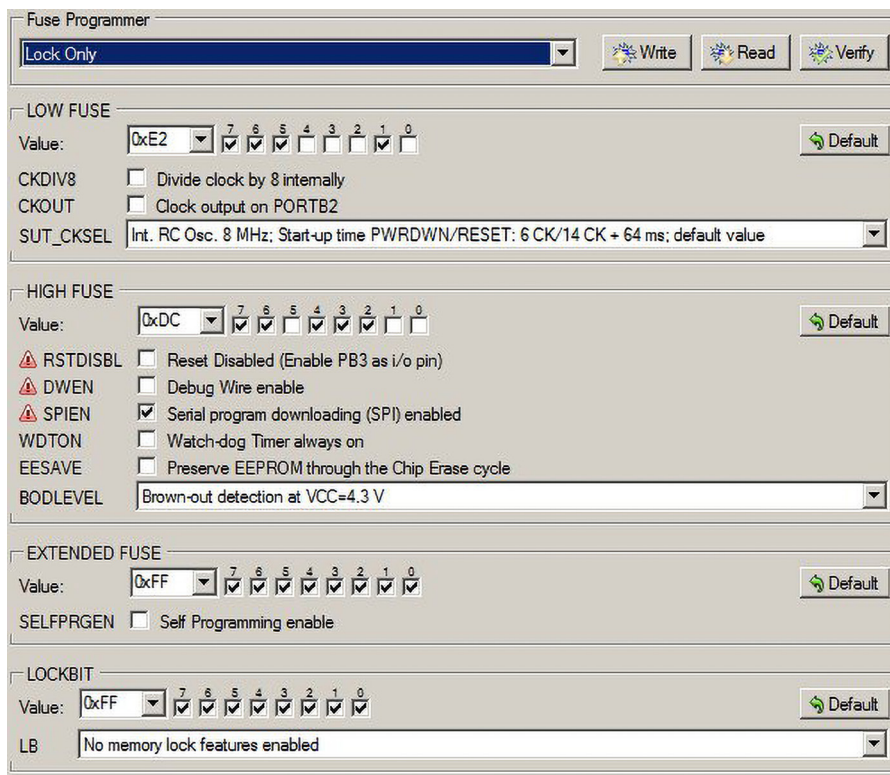 Fuse Programmer
Lock Only Write Read Verify
LOW FUSE
Value: 0xE2 7 6 5 4 3 2 1 0 Default
CKDIV8 Divide clock by 8 internally
CKOUT Clock output on PORTB2
SUT_CKSEL Int. RC Osc. 8 MHz; Start-up time PWRDWN/RESET: 6 CK/14 CK + 64 ms; default value
HIGH FUSE
Value: 0xDC 7 6 5 4 3 2 1 0 Default
RSTDISBL Reset Disabled (Enable PB3 as i/o pin)
DWEN Debug Wire enable
SPIEN Serial program downloading (SPI) enabled
WDTON Watch-dog Timer always on
EESAVE Preserve EEPROM through the Chip Erase cycle
BODLEVEL Brown-out detection at VCC=4.3 V
EXTENDED FUSE
Value: 0xFF 7 6 5 4 3 2 1 0 Default
SELFPRGEN Self Programming enable
LOCKBIT
Value: 0xFF 7 6 5 4 3 2 1 0 Default
LB No memory lock features enabled